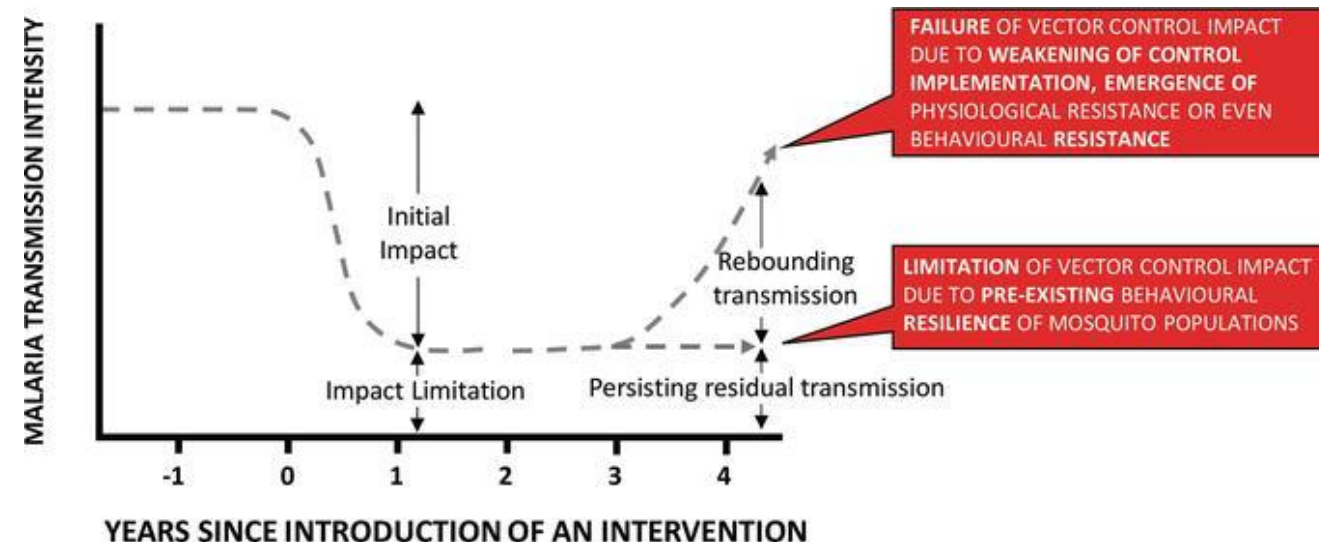 MALARIA TRANSMISSION INTENSITY
FAILURE OF VECTOR CONTROL IMPACT
DUE TO WEAKENING OF CONTROL
IMPLEMENTATION, EMERGENCE OF
PHYSIOLOGICAL RESISTANCE OR EVEN
BEHAVIOURAL RESISTANCE
Initial
Impact
Rebounding
transmission
LIMITATION OF VECTOR CONTROL IMPACT
DUE TO PRE-EXISTING BEHAVIOURAL
RESILIENCE OF MOSQUITO POPULATIONS
Impact Limitation
Persisting residual transmission
-1 0 1 2 3 4
YEARS SINCE INTRODUCTION OF AN INTERVENTION